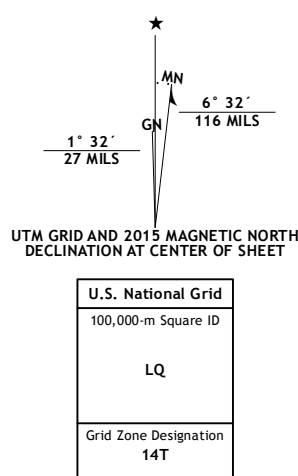 ★
MN
GN
6° 32´
116 MILS
1° 32´
27 MILS
UTM GRID AND 2015 MAGNETIC NORTH
DECLINATION AT CENTER OF SHEET
U.S. National Grid
100,000-m Square ID
LQ
Grid Zone Designation
14T